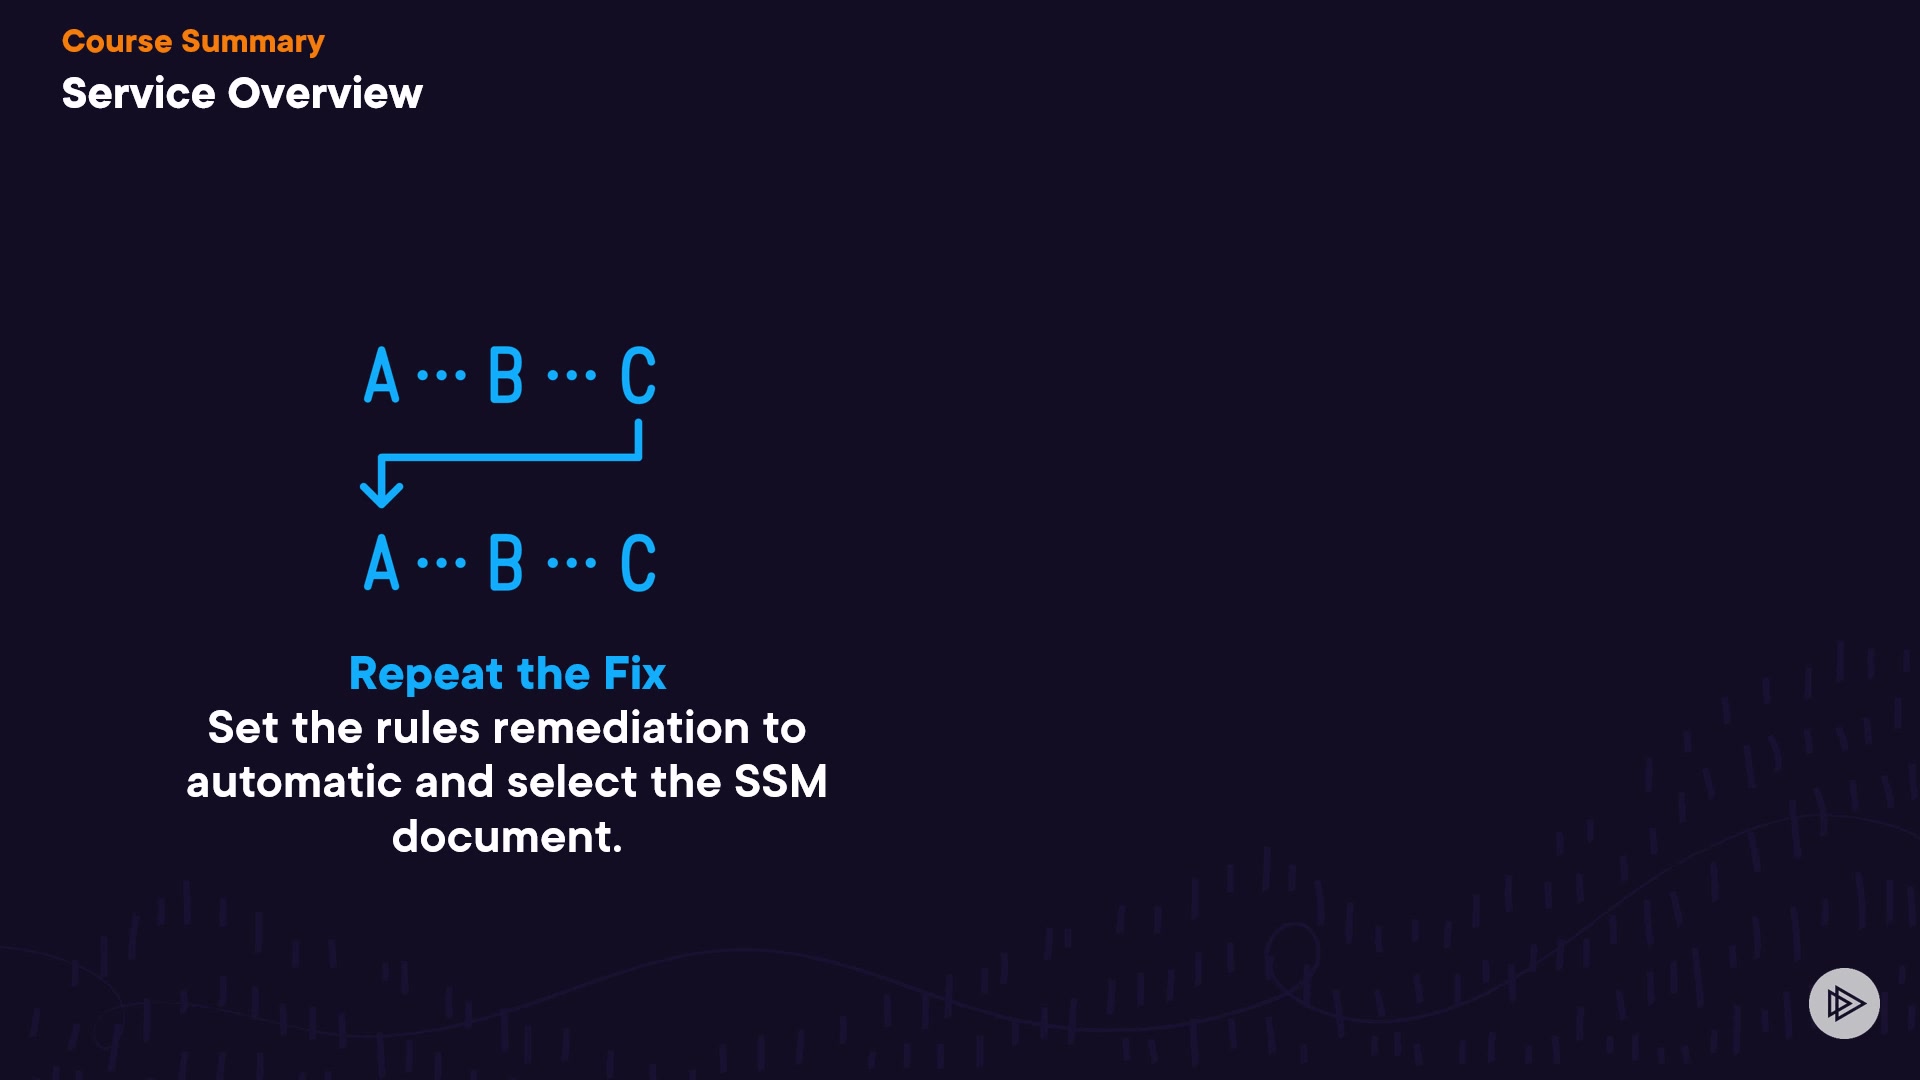 Course Summary
Service Overview
A ••• B ••• C
A ••• B ••• C
Repeat the Fix
Set the rules remediation to
automatic and select the SSM
document.